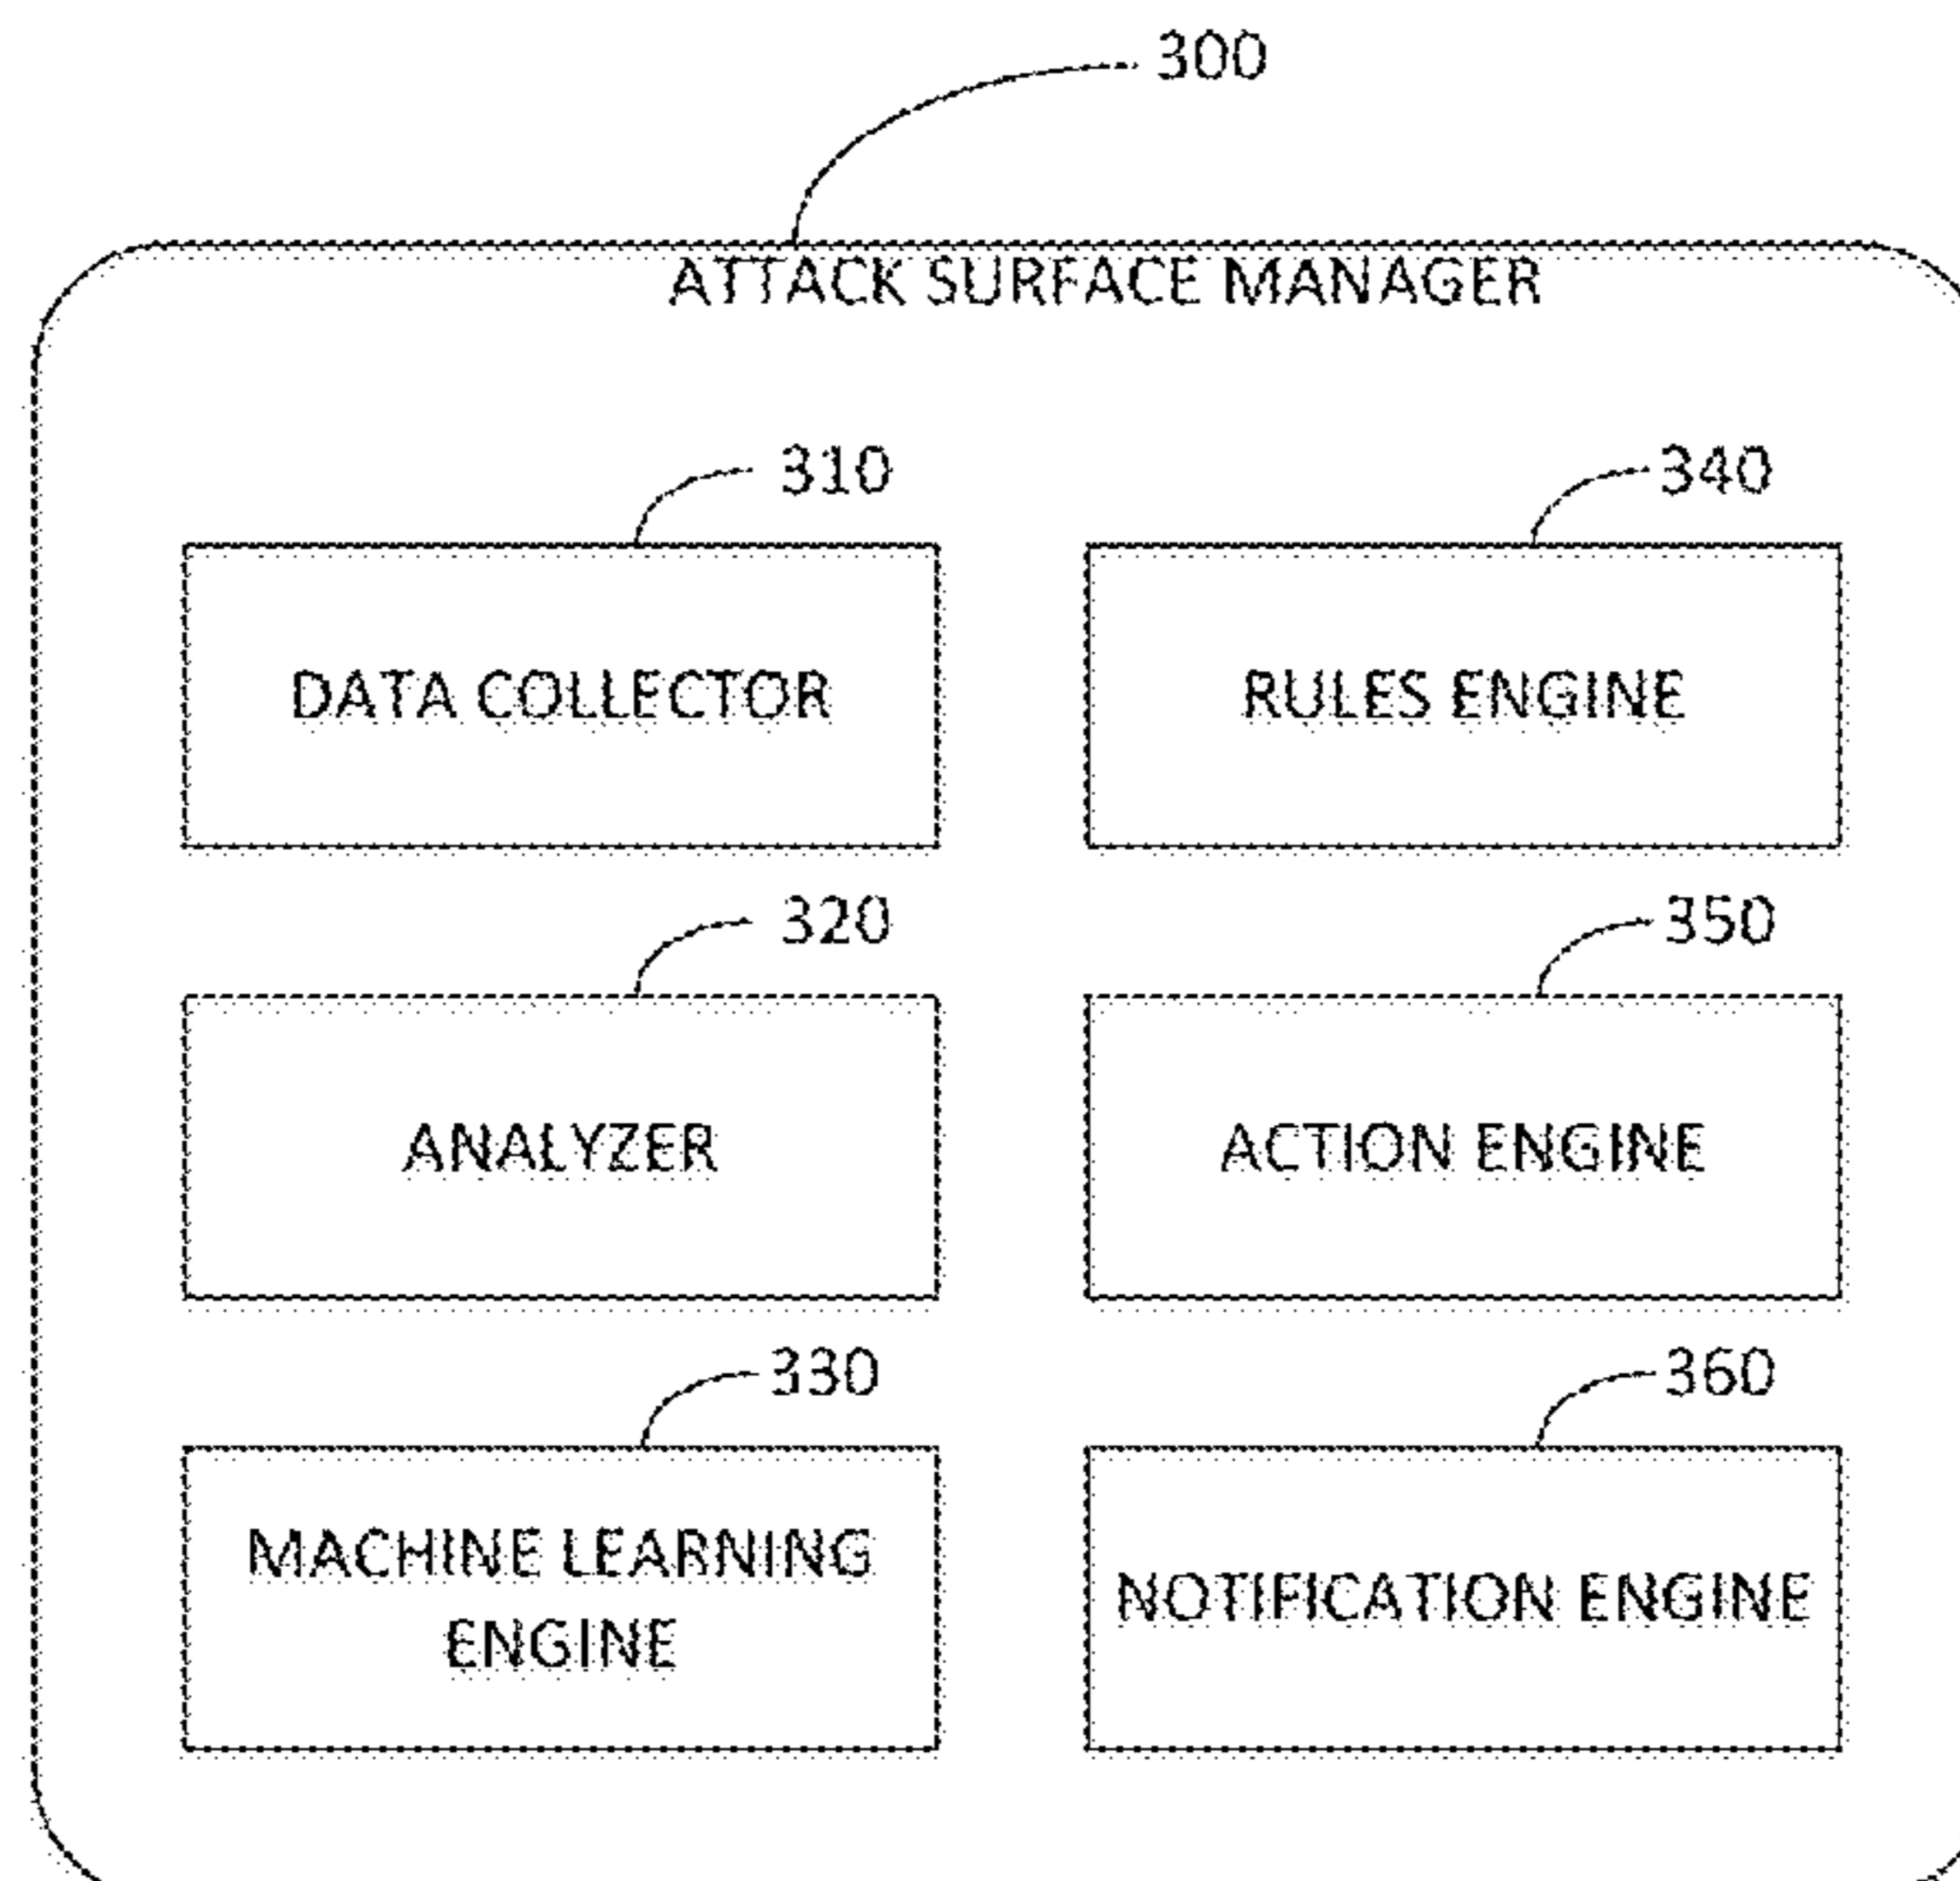 300
ATTACK SURFACE MANAGER
310
340
DATA COLLECTOR
RULES ENGINE
320
350
ANALYZER
ACTION ENGINE
330
360
MACHINE LEARNING
ENGINE
NOTIFICATION ENGINE